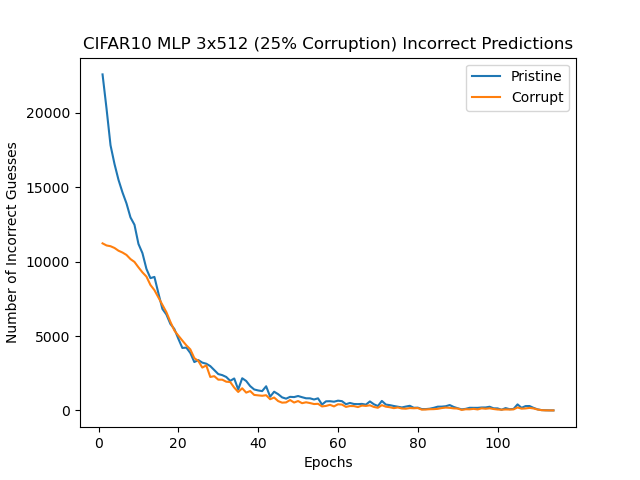 CIFAR10 MLP 3x512 (25% Corruption) Incorrect Predictions
Pristine
Corrupt
Number of Incorrect Guesses
20000
15000
10000
5000
0
0 20 40 60 80 100
Epochs